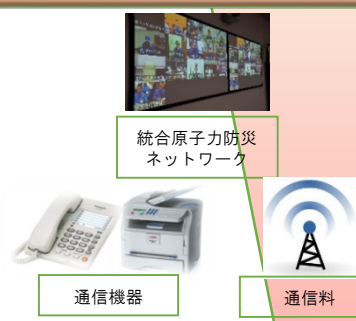 統合原子力防災
ネットワーク
通信機器
通信料